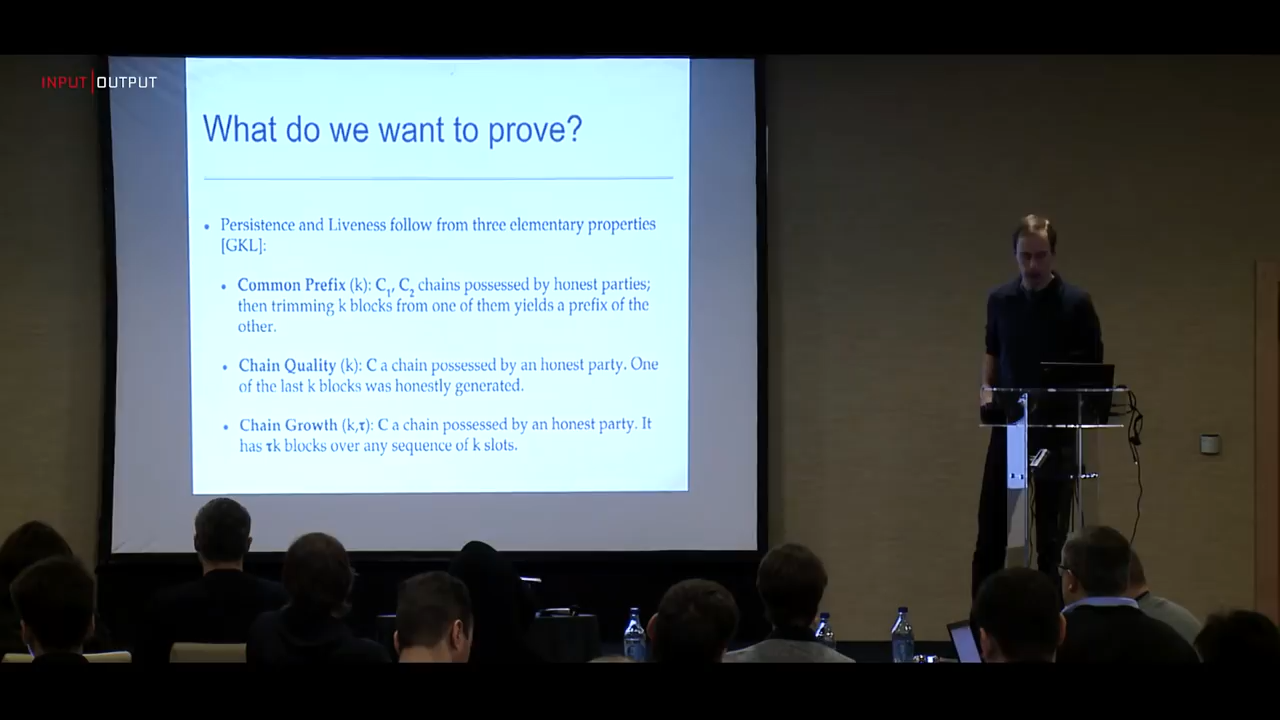 INPUT|OUTPUT
What do we want to prove?
• Persistence and Liveness follow from three elementary properties
[GKL]:
• Common Prefix (k): C₁, C₂ chains possessed by honest parties;
then trimming k blocks from one of them yields a prefix of the
other.
• Chain Quality (k): C a chain possessed by an honest party. One
of the last k blocks was honestly generated.
• Chain Growth (k,τ): C a chain possessed by an honest party. It
has τk blocks over any sequence of k slots.